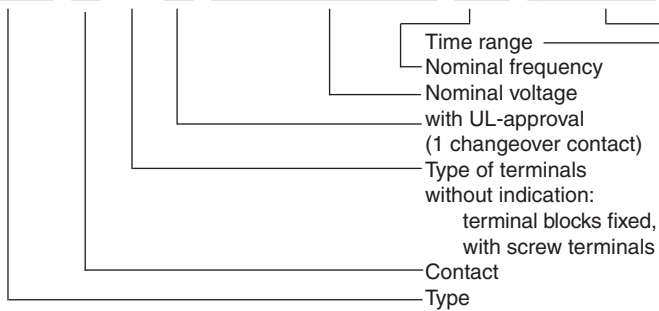 Time range
Nominal frequency
Nominal voltage
with UL-approval
(1 changeover contact)
Type of terminals
without indication:
terminal blocks fixed,
with screw terminals
Contact
Type